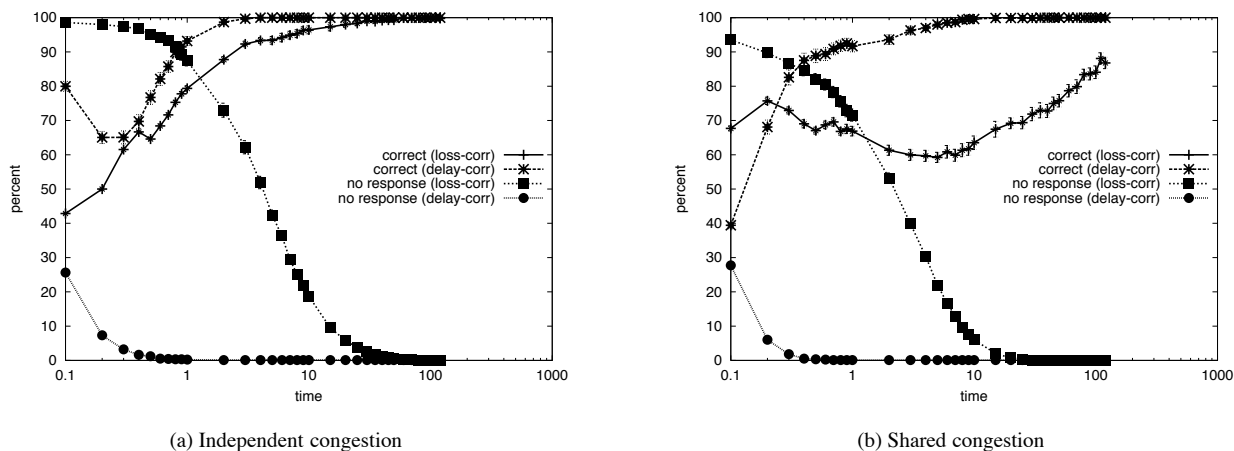 100
90
80
70
60
50
40
30
20
10
0
percent
correct (loss-corr)
correct (delay-corr)
no response (loss-corr)
no response (delay-corr)
0.1 1 10 100 1000
time
(a) Independent congestion
100
90
80
70
60
50
40
30
20
10
0
percent
correct (loss-corr)
correct (delay-corr)
no response (loss-corr)
no response (delay-corr)
0.1 1 10 100 1000
time
(b) Shared congestion